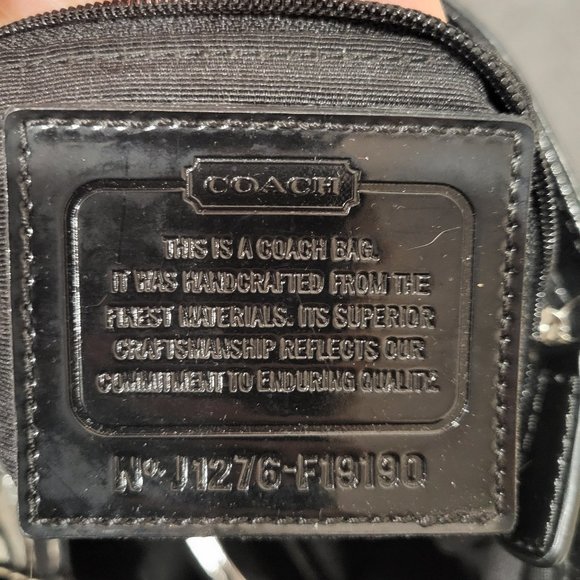 COACH
THIS IS A COACH BAG.
IT WAS HANDCRAFTED FROM THE
FINEST MATERIALS. ITS SUPERIOR
CRAFTSMANSHIP REFLECTS OUR
COMMITMENT TO ENDURING QUALITY.
Nº J1276-F19190